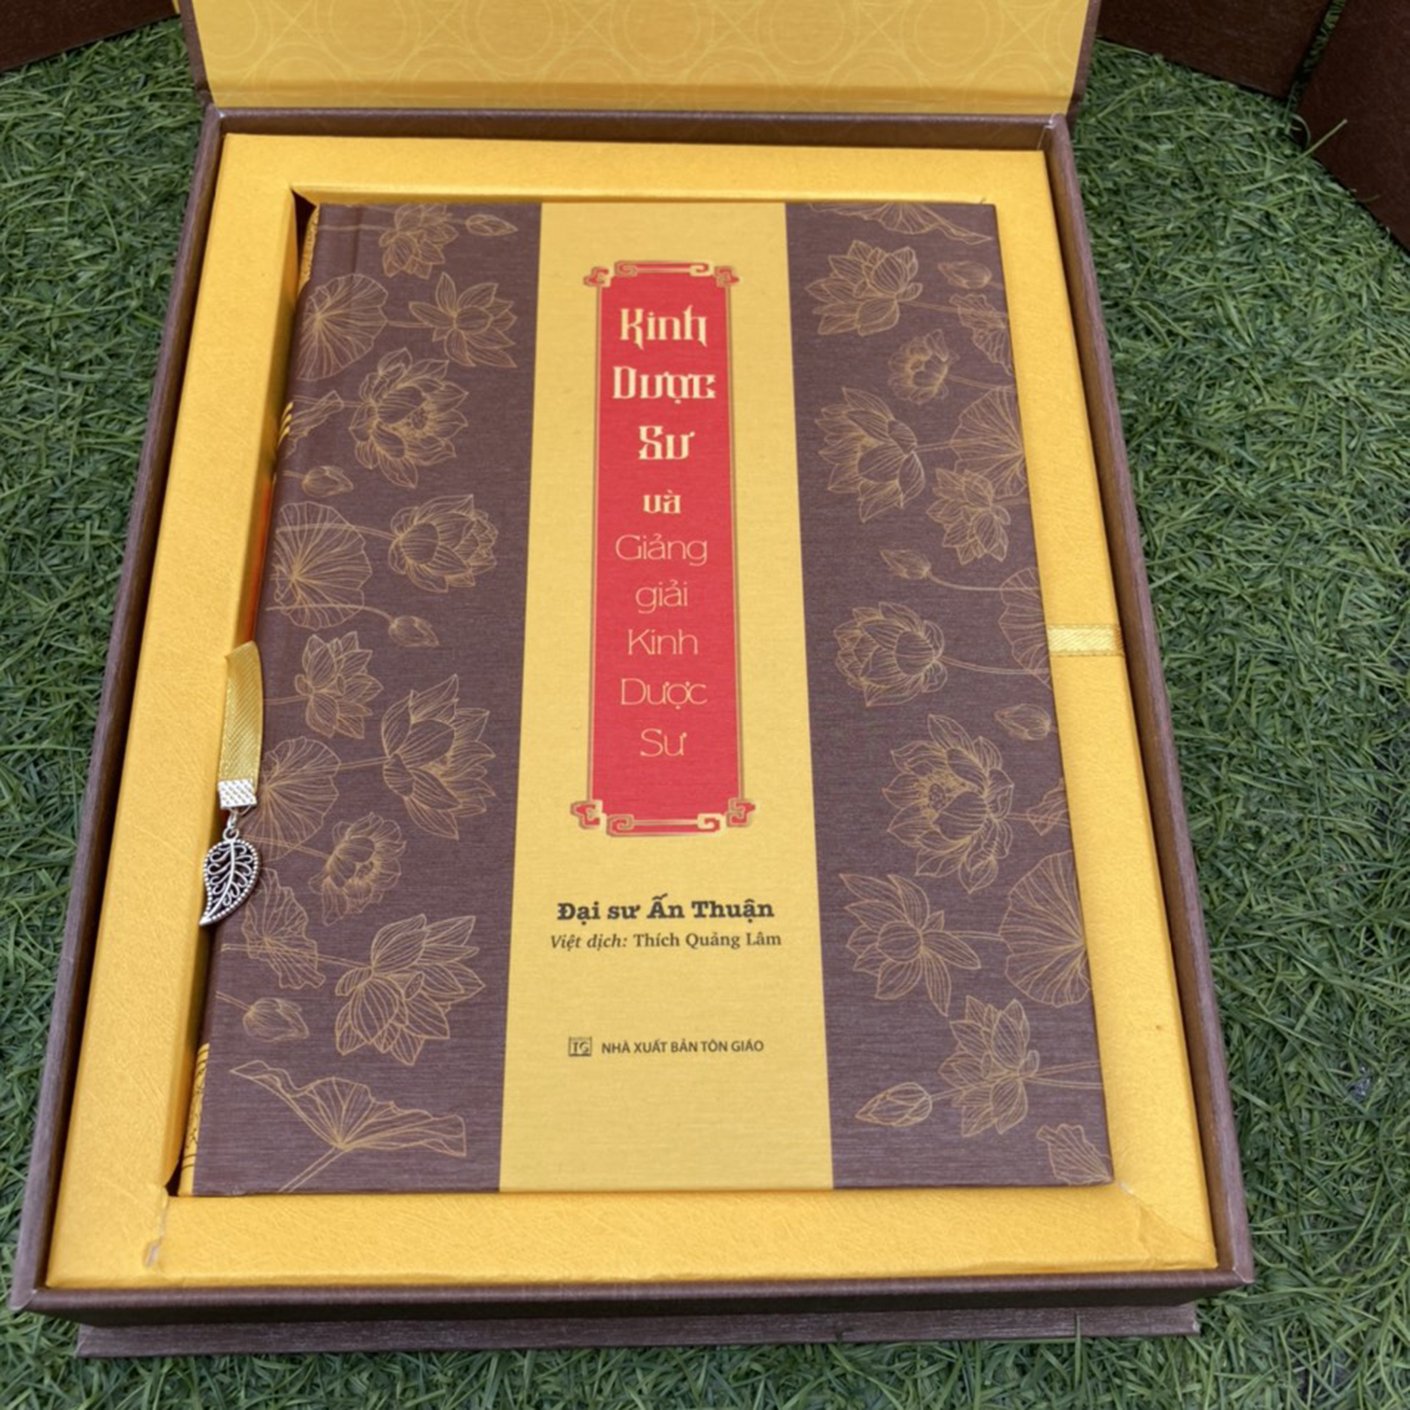 Kinh
Dược
Sư
và
Giảng
giải
Kinh
Dược
Sư
Đại sư Ấn Thuận
Việt dịch: Thích Quảng Lâm
TG NHÀ XUẤT BẢN TÔN GIÁO